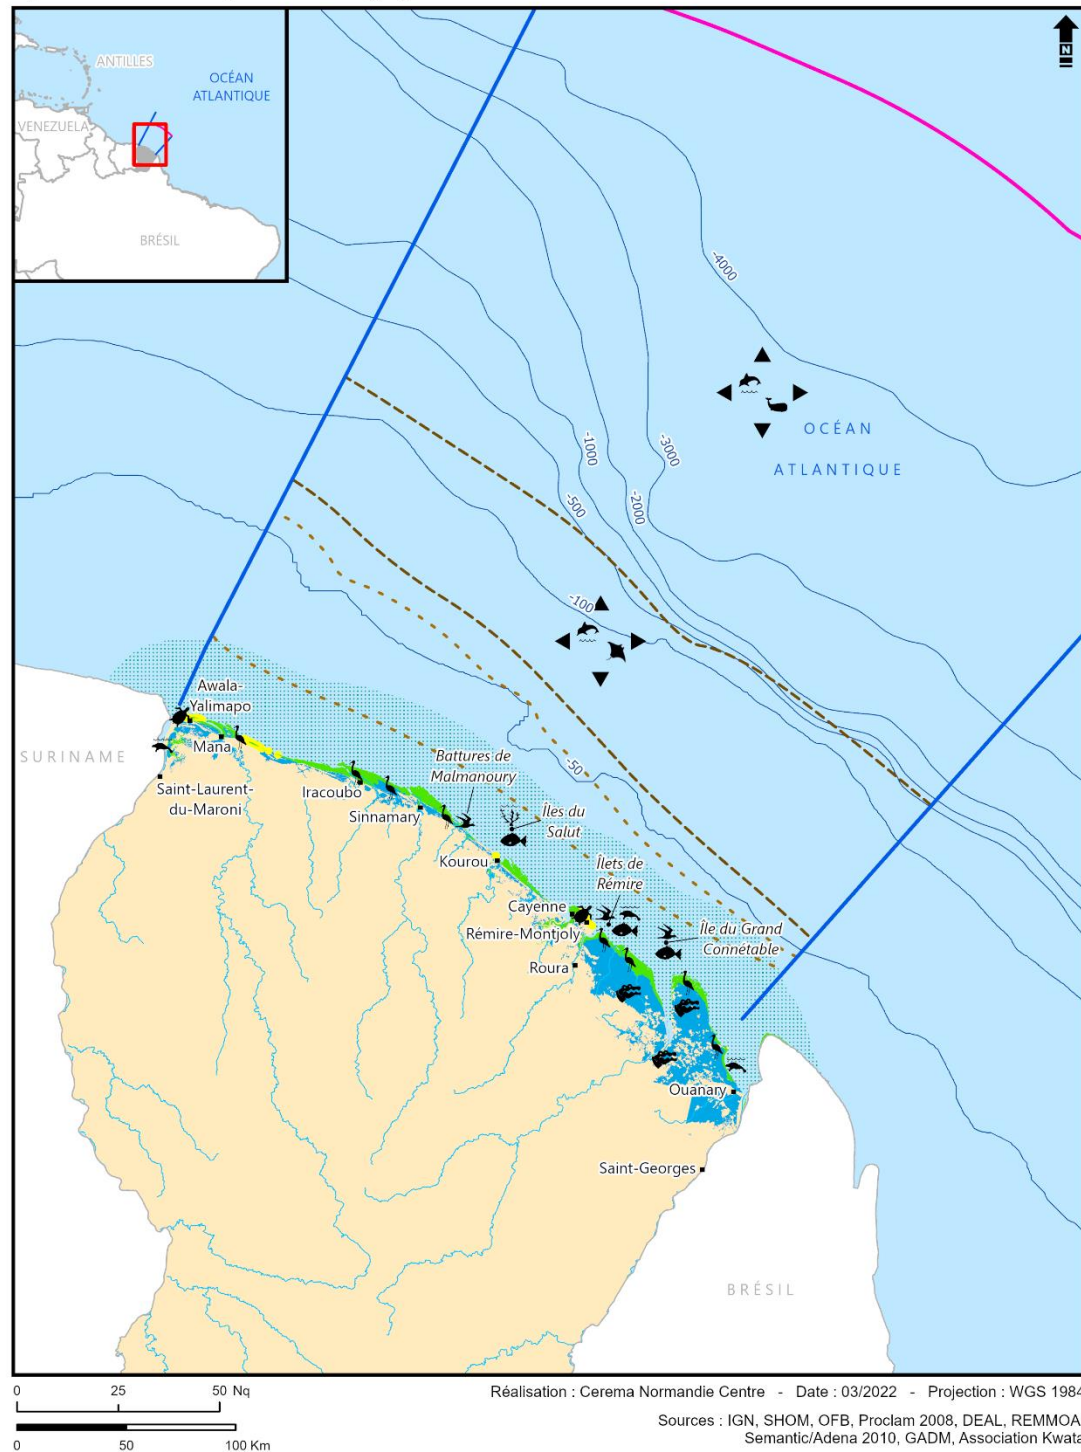 ANTILLES
OCÉAN
ATLANTIQUE
VENEZUELA
BRÉSIL
N
-4000
-3000
-1000
-2000
-500
OCÉAN
ATLANTIQUE
-100
-50
Awala-
Yalimapo
Mana
SURINAME
Saint-Laurent-
du-Maroni
Iracoubo
Sinnamary
Battures de
Malmanoury
Îles du
Salut
Kourou
Îlets de
Rémire
Cayenne
Rémire-Montjoly
Île du Grand
Connétable
Roura
Ouanary
Saint-Georges
BRÉSIL
0 25 50 Nq
0 50 100 Km
Réalisation : Cerema Normandie Centre - Date : 03/2022 - Projection : WGS 1984
Sources : IGN, SHOM, OFB, Proclam 2008, DEAL, REMMOA
Semantic/Adena 2010, GADM, Association Kwata